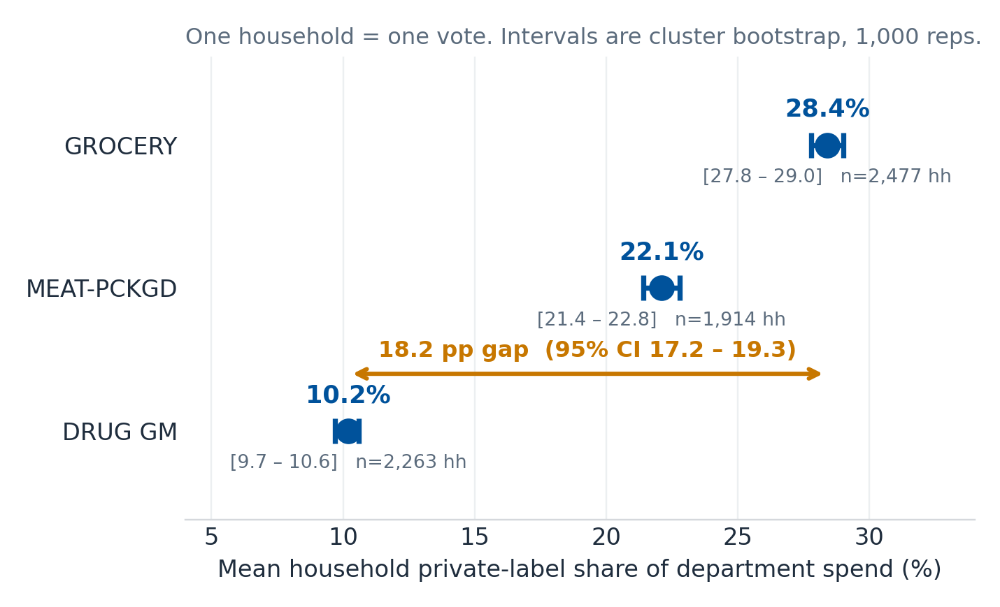 One household = one vote. Intervals are cluster bootstrap, 1,000 reps.
28.4%
GROCERY
[27.8 – 29.0]   n=2,477 hh
22.1%
MEAT-PCKGD
[21.4 – 22.8]   n=1,914 hh
18.2 pp gap  (95% CI 17.2 – 19.3)
10.2%
DRUG GM
[9.7 – 10.6]   n=2,263 hh
5 10 15 20 25 30
Mean household private-label share of department spend (%)